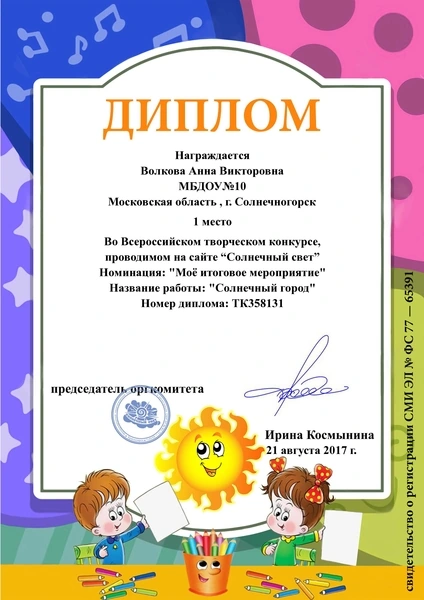 ДИПЛОМ
Награждается
Волкова Анна Викторовна
МБДОУ№10
Московская область , г. Солнечногорск
1 место
Во Всероссийском творческом конкурсе,
проводимом на сайте “Солнечный свет”
Номинация: "Моё итоговое мероприятие"
Название работы: "Солнечный город"
Номер диплома: ТК358131
председатель оргкомитета
Ирина Космынина
21 августа 2017 г.
свидетельство о регистрации СМИ ЭЛ № ФС 77 — 65391